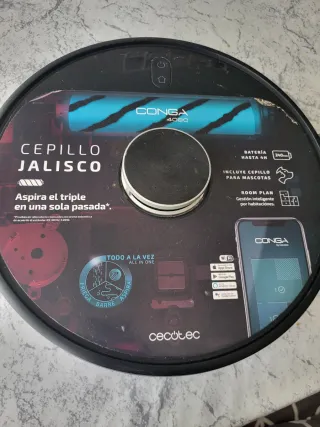 CONGA
4090
CEPILLO
JALISCO
Aspira el triple
en una sola pasada*.
BATERÍA
HASTA 4H
INCLUYE CEPILLO
PARA MASCOTAS
ROOM PLAN
Gestión inteligente
por habitaciones.
CONGA
TODO A LA VEZ
ALL IN ONE
cecotec